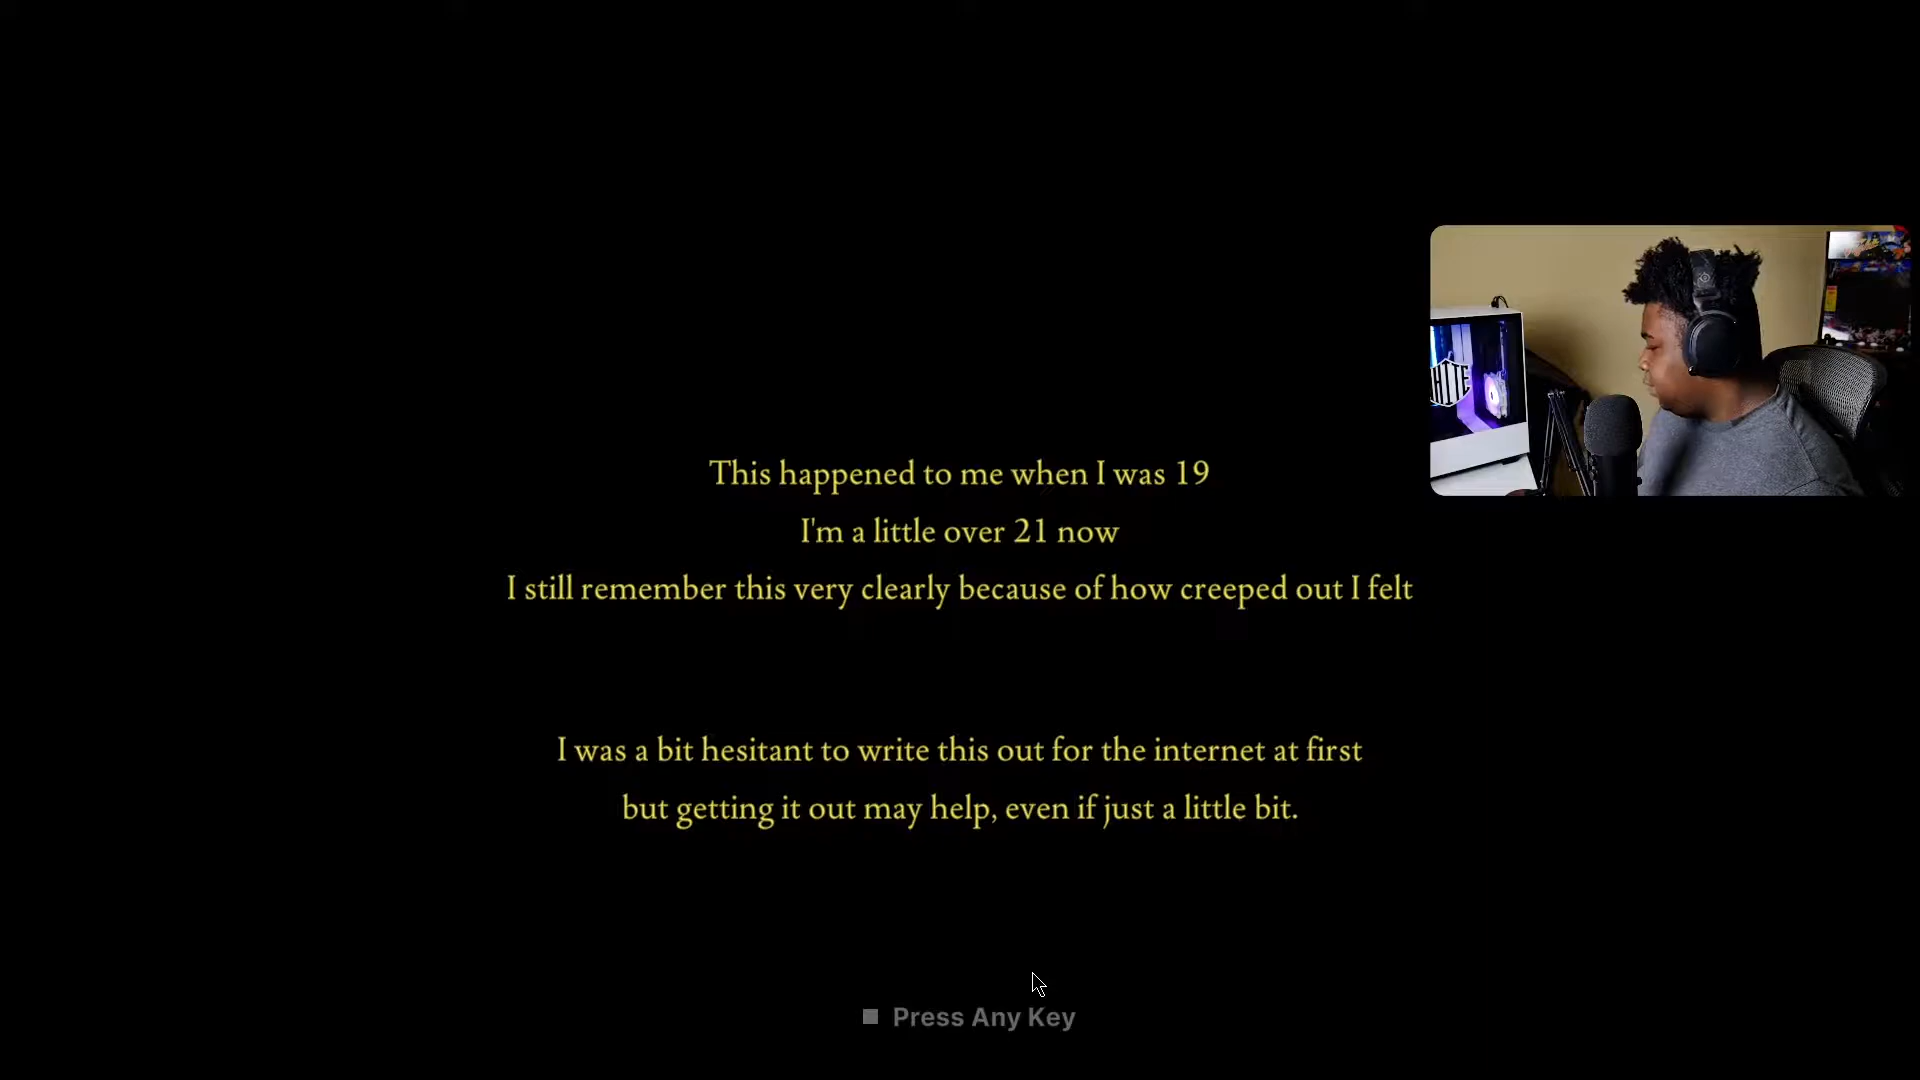 This happened to me when I was 19
I'm a little over 21 now
I still remember this very clearly because of how creeped out I felt
I was a bit hesitant to write this out for the internet at first
but getting it out may help, even if just a little bit.
Press Any Key